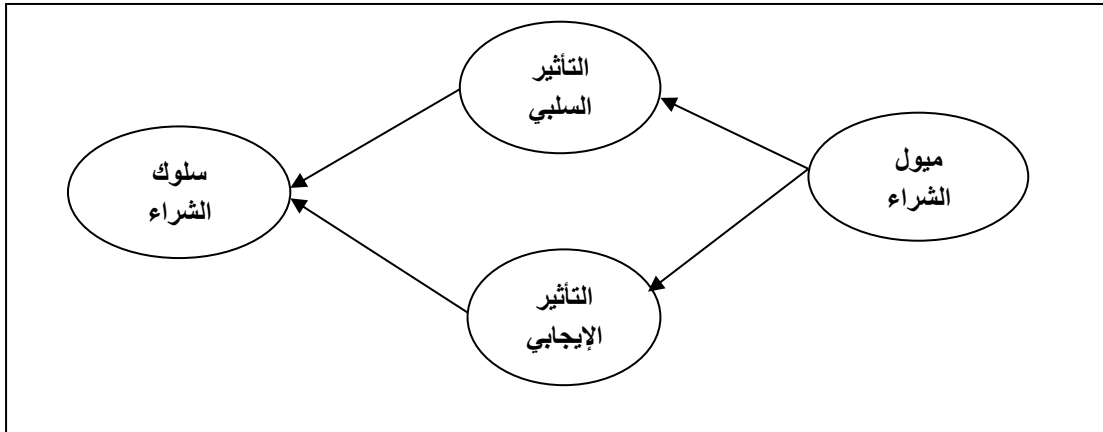 التأثير
السلبي
ميول
الشراء
سلوك
الشراء
التأثير
الإيجابي